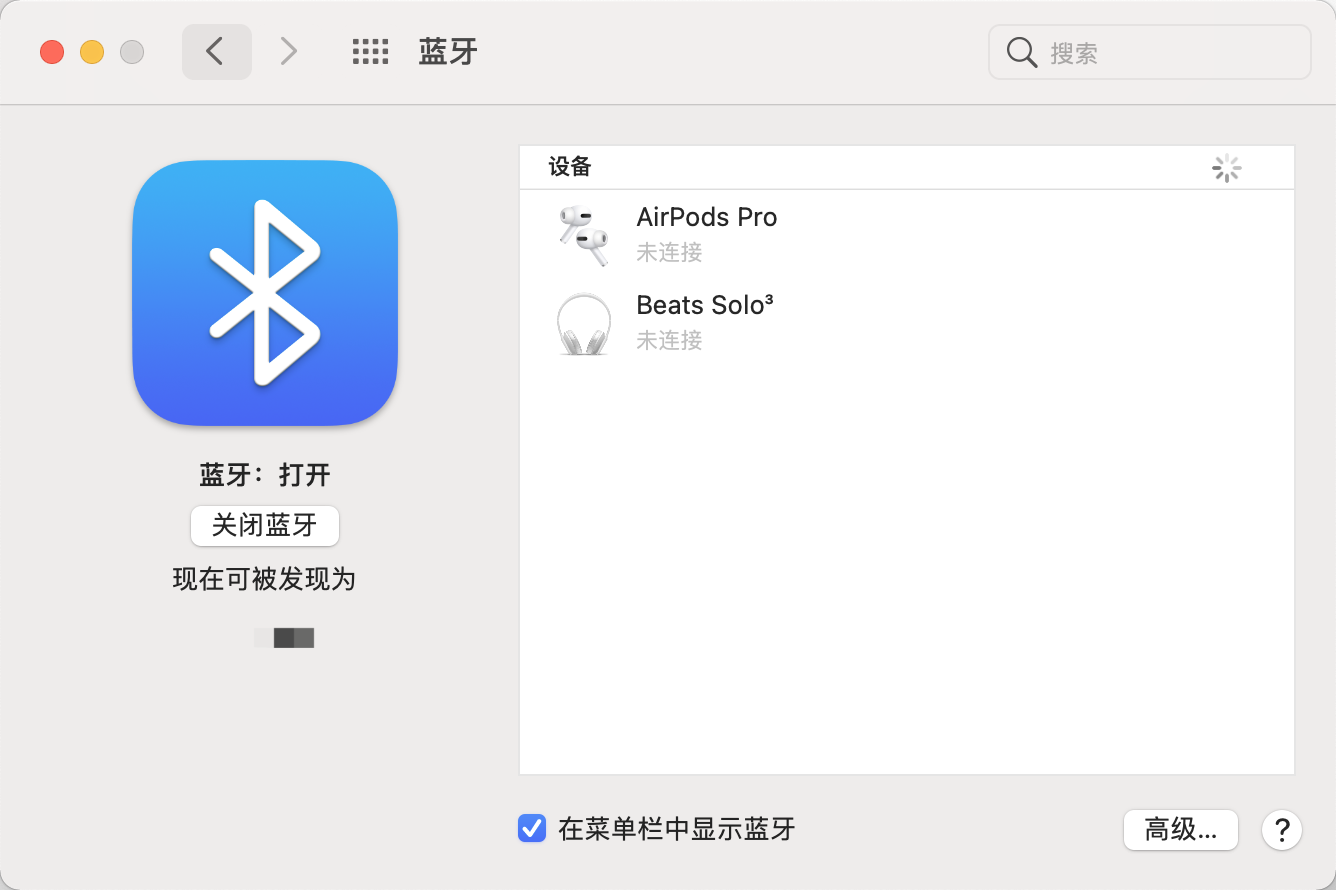 蓝牙
搜索
设备
AirPods Pro
未连接
Beats Solo³
未连接
蓝牙：打开
关闭蓝牙
现在可被发现为
在菜单栏中显示蓝牙
高级...
?